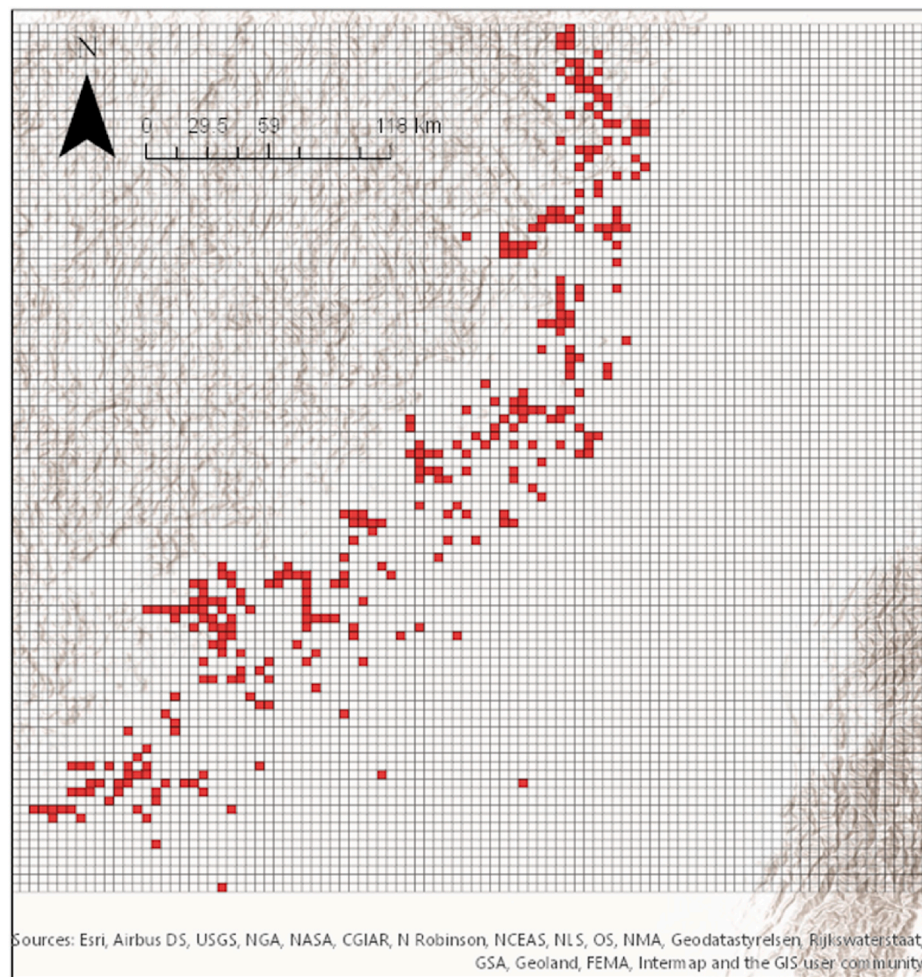 N
0 29.5 59 118 km
Sources: Esri, Airbus DS, USGS, NGA, NASA, CGIAR, N Robinson, NCEAS, NLS, OS, NMA, Geodatastyrelsen, Rijkswaterstaat,
GSA, Geoland, FEMA, Intermap and the GIS user community